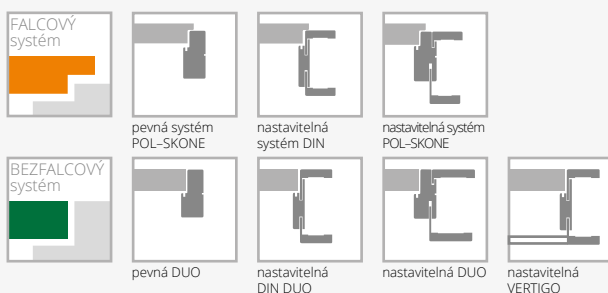 FALCOVÝ
systém
pevná systém
POL–SKONE
nastavitelná
systém DIN
nastavitelná systém
POL–SKONE
BEZFALCOVÝ
systém
pevná DUO
nastavitelná
DIN DUO
nastavitelná DUO
nastavitelná
VERTIGO